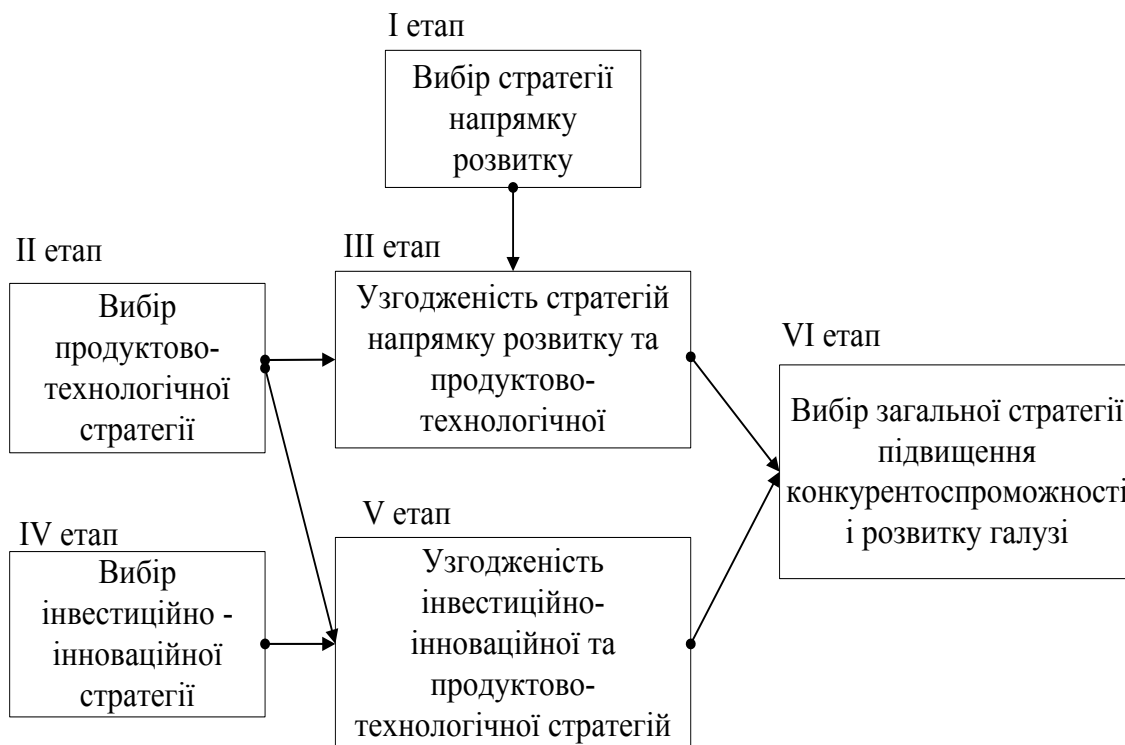 І етап
Вибір стратегії
напрямку
розвитку
ІІ етап
Вибір
продуктово-
технологічної
стратегії
ІІІ етап
Узгодженість стратегій
напрямку розвитку та
продуктово-
технологічної
IV етап
Вибір
інвестиційно -
інноваційної
стратегії
V етап
Узгодженість
інвестиційно-
інноваційної та
продуктово-
технологічної стратегій
VI етап
Вибір загальної стратегії
підвищення
конкурентоспроможності
і розвитку галузі